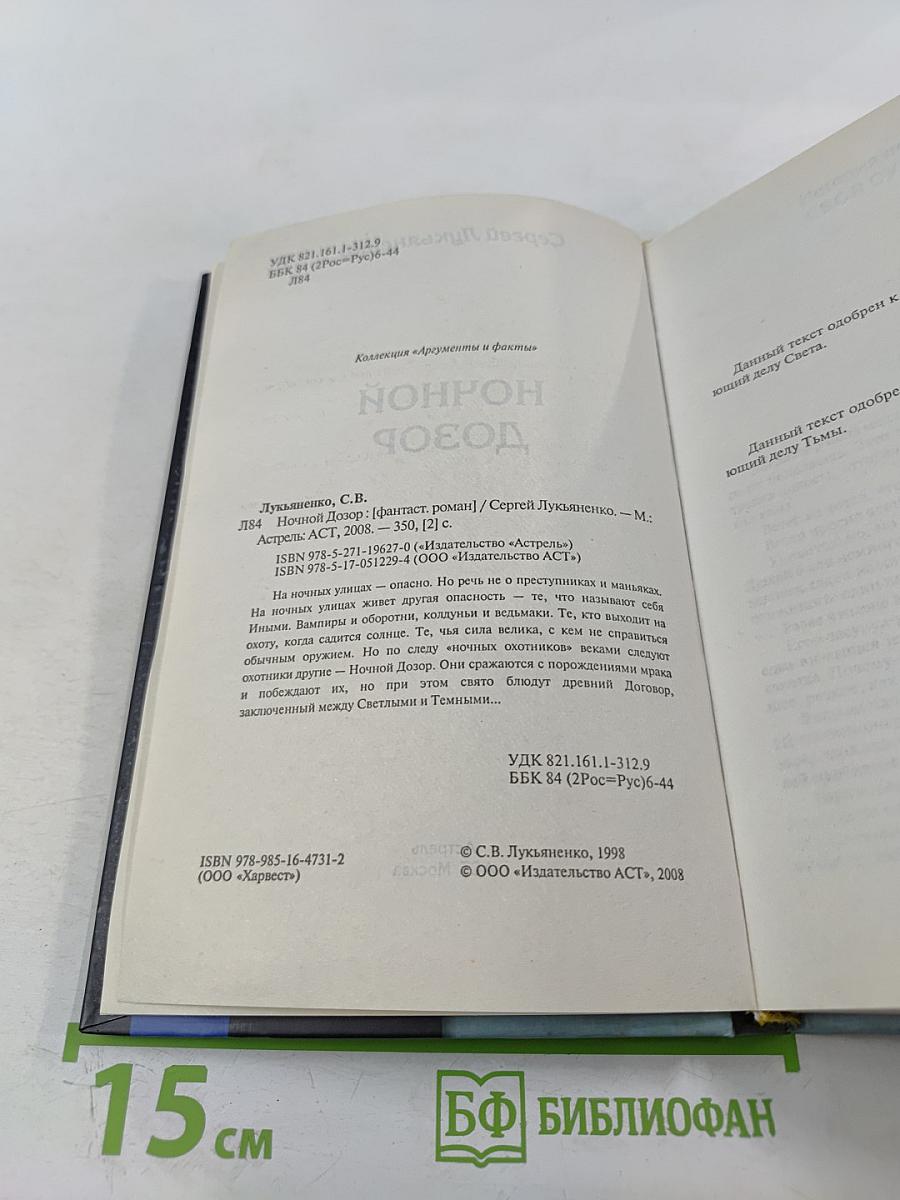 УДК 821.161.1-312.9
ББК 84 (2Рос=Рус)6-44
Л84
Коллекция «Аргументы и факты»
Лукьяненко, С.В.
Л84 Ночной Дозор : [фантаст. роман] / Сергей Лукьяненко. — М.:
Астрель: АСТ, 2008. — 350, [2] с.
ISBN 978-5-271-19627-0 («Издательство «Астрель»)
ISBN 978-5-17-051229-4 (ООО «Издательство АСТ»)
На ночных улицах — опасно. Но речь не о преступниках и маньяках.
На ночных улицах живет другая опасность — те, что называют себя
Иными. Вампиры и оборотни, колдуньи и ведьмаки. Те, кто выходит на
охоту, когда садится солнце. Те, чья сила велика, с кем не справиться
обычным оружием. Но по следу «ночных охотников» веками следуют
охотники другие — Ночной Дозор. Они сражаются с порождениями мрака
и побеждают их, но при этом свято блюдут древний Договор,
заключенный между Светлыми и Темными...
УДК 821.161.1-312.9
ББК 84 (2Рос=Рус)6-44
ISBN 978-985-16-4731-2
(ООО «Харвест»)
© С.В. Лукьяненко, 1998
© ООО «Издательство АСТ», 2008
Данный текст одобрен к
ющий делу Света.
Данный текст одобре
ющий делу Тьмы.
15 см
БФ БИБЛИОФАН